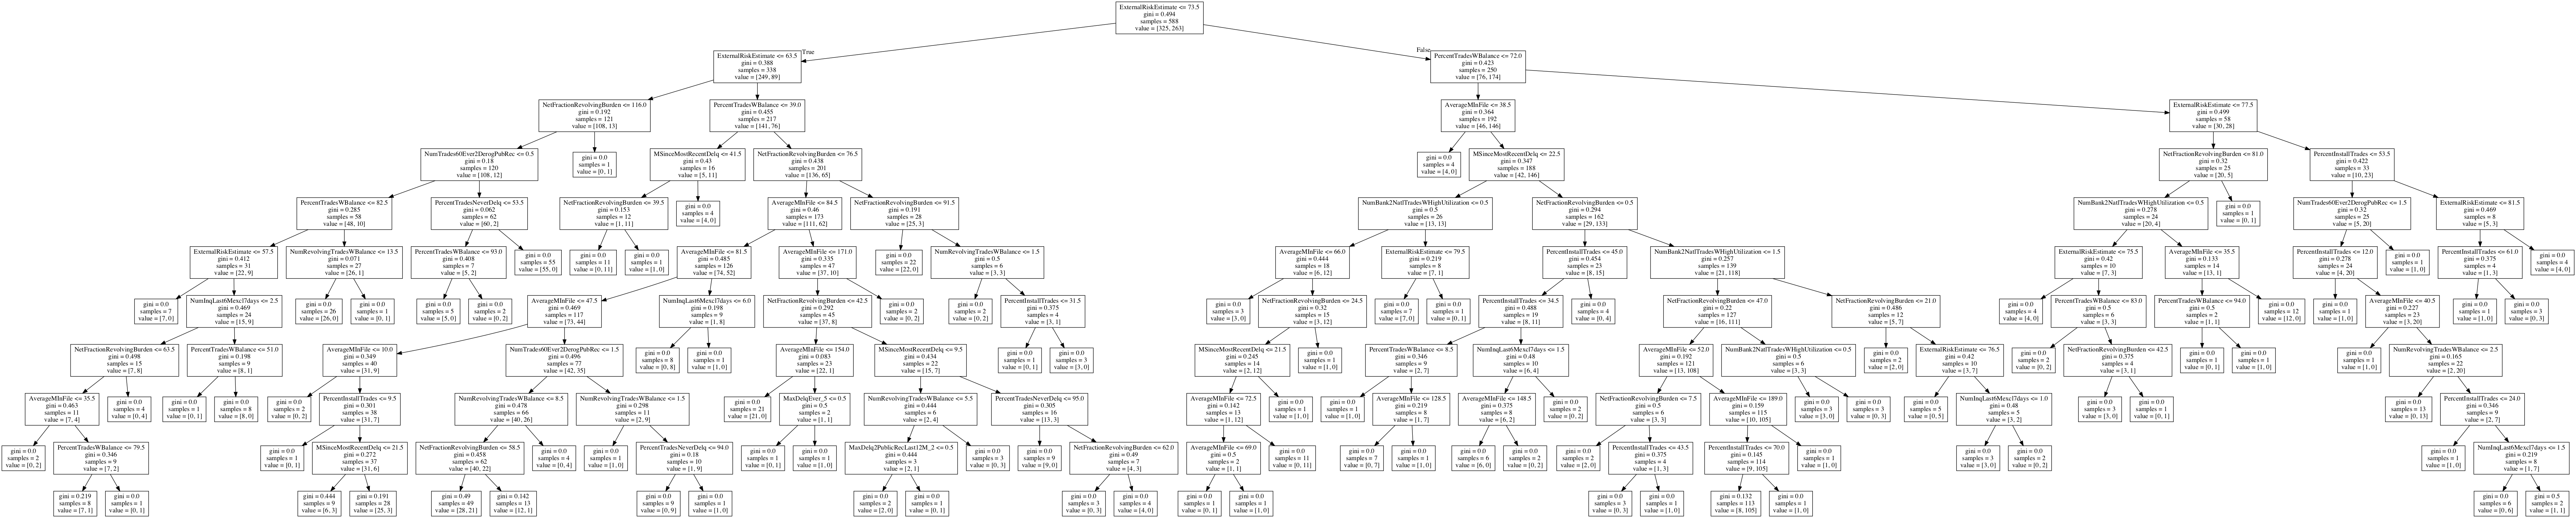 ExternalRiskEstimate <= 73.5
gini = 0.494
samples = 588
value = [325, 263]
True
False
ExternalRiskEstimate <= 63.5
gini = 0.388
samples = 338
value = [249, 89]
PercentTradesWBalance <= 72.0
gini = 0.423
samples = 250
value = [76, 174]
NetFractionRevolvingBurden <= 116.0
gini = 0.192
samples = 121
value = [108, 13]
PercentTradesWBalance <= 39.0
gini = 0.455
samples = 217
value = [141, 76]
AverageMInFile <= 38.5
gini = 0.364
samples = 192
value = [46, 146]
ExternalRiskEstimate <= 77.5
gini = 0.499
samples = 58
value = [30, 28]
NumTrades60Ever2DerogPubRec <= 0.5
gini = 0.18
samples = 120
value = [108, 12]
gini = 0.0
samples = 1
value = [0, 1]
MSinceMostRecentDelq <= 41.5
gini = 0.43
samples = 16
value = [5, 11]
NetFractionRevolvingBurden <= 76.5
gini = 0.438
samples = 201
value = [136, 65]
gini = 0.0
samples = 4
value = [4, 0]
MSinceMostRecentDelq <= 22.5
gini = 0.347
samples = 188
value = [42, 146]
NetFractionRevolvingBurden <= 81.0
gini = 0.32
samples = 25
value = [20, 5]
PercentInstallTrades <= 53.5
gini = 0.422
samples = 33
value = [10, 23]
PercentTradesWBalance <= 82.5
gini = 0.285
samples = 58
value = [48, 10]
PercentTradesNeverDelq <= 53.5
gini = 0.062
samples = 62
value = [60, 2]
NetFractionRevolvingBurden <= 39.5
gini = 0.153
samples = 12
value = [1, 11]
gini = 0.0
samples = 4
value = [4, 0]
AverageMInFile <= 84.5
gini = 0.46
samples = 173
value = [111, 62]
NetFractionRevolvingBurden <= 91.5
gini = 0.191
samples = 28
value = [25, 3]
NumBank2NatlTradesWHighUtilization <= 0.5
gini = 0.5
samples = 26
value = [13, 13]
NetFractionRevolvingBurden <= 0.5
gini = 0.294
samples = 162
value = [29, 133]
NumBank2NatlTradesWHighUtilization <= 0.5
gini = 0.278
samples = 24
value = [20, 4]
gini = 0.0
samples = 1
value = [0, 1]
NumTrades60Ever2DerogPubRec <= 1.5
gini = 0.32
samples = 25
value = [5, 20]
ExternalRiskEstimate <= 81.5
gini = 0.469
samples = 8
value = [5, 3]
ExternalRiskEstimate <= 57.5
gini = 0.412
samples = 31
value = [22, 9]
NumRevolvingTradesWBalance <= 13.5
gini = 0.071
samples = 27
value = [26, 1]
PercentTradesWBalance <= 93.0
gini = 0.408
samples = 7
value = [5, 2]
gini = 0.0
samples = 55
value = [55, 0]
gini = 0.0
samples = 11
value = [0, 11]
gini = 0.0
samples = 1
value = [1, 0]
AverageMInFile <= 81.5
gini = 0.485
samples = 126
value = [74, 52]
AverageMInFile <= 171.0
gini = 0.335
samples = 47
value = [37, 10]
gini = 0.0
samples = 22
value = [22, 0]
NumRevolvingTradesWBalance <= 1.5
gini = 0.5
samples = 6
value = [3, 3]
AverageMInFile <= 66.0
gini = 0.444
samples = 18
value = [6, 12]
ExternalRiskEstimate <= 79.5
gini = 0.219
samples = 8
value = [7, 1]
PercentInstallTrades <= 45.0
gini = 0.454
samples = 23
value = [8, 15]
NumBank2NatlTradesWHighUtilization <= 1.5
gini = 0.257
samples = 139
value = [21, 118]
ExternalRiskEstimate <= 75.5
gini = 0.42
samples = 10
value = [7, 3]
AverageMInFile <= 35.5
gini = 0.133
samples = 14
value = [13, 1]
PercentInstallTrades <= 12.0
gini = 0.278
samples = 24
value = [4, 20]
gini = 0.0
samples = 1
value = [1, 0]
PercentInstallTrades <= 61.0
gini = 0.375
samples = 4
value = [1, 3]
gini = 0.0
samples = 4
value = [4, 0]
gini = 0.0
samples = 7
value = [7, 0]
NumInqLast6Mexcl7days <= 2.5
gini = 0.469
samples = 24
value = [15, 9]
gini = 0.0
samples = 26
value = [26, 0]
gini = 0.0
samples = 1
value = [0, 1]
gini = 0.0
samples = 5
value = [5, 0]
gini = 0.0
samples = 2
value = [0, 2]
AverageMInFile <= 47.5
gini = 0.469
samples = 117
value = [73, 44]
NumInqLast6Mexcl7days <= 6.0
gini = 0.198
samples = 9
value = [1, 8]
NetFractionRevolvingBurden <= 42.5
gini = 0.292
samples = 45
value = [37, 8]
gini = 0.0
samples = 2
value = [0, 2]
gini = 0.0
samples = 2
value = [0, 2]
PercentInstallTrades <= 31.5
gini = 0.375
samples = 4
value = [3, 1]
gini = 0.0
samples = 3
value = [3, 0]
NetFractionRevolvingBurden <= 24.5
gini = 0.32
samples = 15
value = [3, 12]
gini = 0.0
samples = 7
value = [7, 0]
gini = 0.0
samples = 1
value = [0, 1]
PercentInstallTrades <= 34.5
gini = 0.488
samples = 19
value = [8, 11]
gini = 0.0
samples = 4
value = [0, 4]
NetFractionRevolvingBurden <= 47.0
gini = 0.22
samples = 127
value = [16, 111]
NetFractionRevolvingBurden <= 21.0
gini = 0.486
samples = 12
value = [5, 7]
gini = 0.0
samples = 4
value = [4, 0]
PercentTradesWBalance <= 83.0
gini = 0.5
samples = 6
value = [3, 3]
PercentTradesWBalance <= 94.0
gini = 0.5
samples = 2
value = [1, 1]
gini = 0.0
samples = 12
value = [12, 0]
gini = 0.0
samples = 1
value = [1, 0]
AverageMInFile <= 40.5
gini = 0.227
samples = 23
value = [3, 20]
gini = 0.0
samples = 1
value = [1, 0]
gini = 0.0
samples = 3
value = [0, 3]
NetFractionRevolvingBurden <= 63.5
gini = 0.498
samples = 15
value = [7, 8]
PercentTradesWBalance <= 51.0
gini = 0.198
samples = 9
value = [8, 1]
AverageMInFile <= 10.0
gini = 0.349
samples = 40
value = [31, 9]
NumTrades60Ever2DerogPubRec <= 1.5
gini = 0.496
samples = 77
value = [42, 35]
gini = 0.0
samples = 8
value = [0, 8]
gini = 0.0
samples = 1
value = [1, 0]
AverageMInFile <= 154.0
gini = 0.083
samples = 23
value = [22, 1]
MSinceMostRecentDelq <= 9.5
gini = 0.434
samples = 22
value = [15, 7]
gini = 0.0
samples = 1
value = [0, 1]
gini = 0.0
samples = 3
value = [3, 0]
MSinceMostRecentDelq <= 21.5
gini = 0.245
samples = 14
value = [2, 12]
gini = 0.0
samples = 1
value = [1, 0]
PercentTradesWBalance <= 8.5
gini = 0.346
samples = 9
value = [2, 7]
NumInqLast6Mexcl7days <= 1.5
gini = 0.48
samples = 10
value = [6, 4]
AverageMInFile <= 52.0
gini = 0.192
samples = 121
value = [13, 108]
NumBank2NatlTradesWHighUtilization <= 0.5
gini = 0.5
samples = 6
value = [3, 3]
gini = 0.0
samples = 2
value = [2, 0]
ExternalRiskEstimate <= 76.5
gini = 0.42
samples = 10
value = [3, 7]
gini = 0.0
samples = 2
value = [0, 2]
NetFractionRevolvingBurden <= 42.5
gini = 0.375
samples = 4
value = [3, 1]
gini = 0.0
samples = 1
value = [0, 1]
gini = 0.0
samples = 1
value = [1, 0]
gini = 0.0
samples = 1
value = [1, 0]
NumRevolvingTradesWBalance <= 2.5
gini = 0.165
samples = 22
value = [2, 20]
AverageMInFile <= 35.5
gini = 0.463
samples = 11
value = [7, 4]
gini = 0.0
samples = 4
value = [0, 4]
gini = 0.0
samples = 1
value = [0, 1]
gini = 0.0
samples = 8
value = [8, 0]
gini = 0.0
samples = 2
value = [0, 2]
PercentInstallTrades <= 9.5
gini = 0.301
samples = 38
value = [31, 7]
NumRevolvingTradesWBalance <= 8.5
gini = 0.478
samples = 66
value = [40, 26]
NumRevolvingTradesWBalance <= 1.5
gini = 0.298
samples = 11
value = [2, 9]
gini = 0.0
samples = 21
value = [21, 0]
MaxDelqEver_5 <= 0.5
gini = 0.5
samples = 2
value = [1, 1]
NumRevolvingTradesWBalance <= 5.5
gini = 0.444
samples = 6
value = [2, 4]
PercentTradesNeverDelq <= 95.0
gini = 0.305
samples = 16
value = [13, 3]
AverageMInFile <= 72.5
gini = 0.142
samples = 13
value = [1, 12]
gini = 0.0
samples = 1
value = [1, 0]
gini = 0.0
samples = 1
value = [1, 0]
AverageMInFile <= 128.5
gini = 0.219
samples = 8
value = [1, 7]
AverageMInFile <= 148.5
gini = 0.375
samples = 8
value = [6, 2]
gini = 0.0
samples = 2
value = [0, 2]
NetFractionRevolvingBurden <= 7.5
gini = 0.5
samples = 6
value = [3, 3]
AverageMInFile <= 189.0
gini = 0.159
samples = 115
value = [10, 105]
gini = 0.0
samples = 3
value = [3, 0]
gini = 0.0
samples = 3
value = [0, 3]
gini = 0.0
samples = 5
value = [0, 5]
NumInqLast6Mexcl7days <= 1.0
gini = 0.48
samples = 5
value = [3, 2]
gini = 0.0
samples = 3
value = [3, 0]
gini = 0.0
samples = 1
value = [0, 1]
gini = 0.0
samples = 13
value = [0, 13]
PercentInstallTrades <= 24.0
gini = 0.346
samples = 9
value = [2, 7]
gini = 0.0
samples = 2
value = [0, 2]
PercentTradesWBalance <= 79.5
gini = 0.346
samples = 9
value = [7, 2]
gini = 0.0
samples = 1
value = [0, 1]
MSinceMostRecentDelq <= 21.5
gini = 0.272
samples = 37
value = [31, 6]
NetFractionRevolvingBurden <= 58.5
gini = 0.458
samples = 62
value = [40, 22]
gini = 0.0
samples = 4
value = [0, 4]
gini = 0.0
samples = 1
value = [1, 0]
PercentTradesNeverDelq <= 94.0
gini = 0.18
samples = 10
value = [1, 9]
gini = 0.0
samples = 1
value = [0, 1]
gini = 0.0
samples = 1
value = [1, 0]
MaxDelq2PublicRecLast12M_2 <= 0.5
gini = 0.444
samples = 3
value = [2, 1]
gini = 0.0
samples = 3
value = [0, 3]
gini = 0.0
samples = 9
value = [9, 0]
NetFractionRevolvingBurden <= 62.0
gini = 0.49
samples = 7
value = [4, 3]
AverageMInFile <= 69.0
gini = 0.5
samples = 2
value = [1, 1]
gini = 0.0
samples = 11
value = [0, 11]
gini = 0.0
samples = 7
value = [0, 7]
gini = 0.0
samples = 1
value = [1, 0]
gini = 0.0
samples = 6
value = [6, 0]
gini = 0.0
samples = 2
value = [0, 2]
gini = 0.0
samples = 2
value = [2, 0]
PercentInstallTrades <= 43.5
gini = 0.375
samples = 4
value = [1, 3]
PercentInstallTrades <= 70.0
gini = 0.145
samples = 114
value = [9, 105]
gini = 0.0
samples = 1
value = [1, 0]
gini = 0.0
samples = 3
value = [3, 0]
gini = 0.0
samples = 2
value = [0, 2]
gini = 0.0
samples = 1
value = [1, 0]
NumInqLast6Mexcl7days <= 1.5
gini = 0.219
samples = 8
value = [1, 7]
gini = 0.219
samples = 8
value = [7, 1]
gini = 0.0
samples = 1
value = [0, 1]
gini = 0.444
samples = 9
value = [6, 3]
gini = 0.191
samples = 28
value = [25, 3]
gini = 0.49
samples = 49
value = [28, 21]
gini = 0.142
samples = 13
value = [12, 1]
gini = 0.0
samples = 9
value = [0, 9]
gini = 0.0
samples = 1
value = [1, 0]
gini = 0.0
samples = 2
value = [2, 0]
gini = 0.0
samples = 1
value = [0, 1]
gini = 0.0
samples = 3
value = [0, 3]
gini = 0.0
samples = 4
value = [4, 0]
gini = 0.0
samples = 1
value = [0, 1]
gini = 0.0
samples = 1
value = [1, 0]
gini = 0.0
samples = 3
value = [0, 3]
gini = 0.0
samples = 1
value = [1, 0]
gini = 0.132
samples = 113
value = [8, 105]
gini = 0.0
samples = 1
value = [1, 0]
gini = 0.0
samples = 6
value = [0, 6]
gini = 0.5
samples = 2
value = [1, 1]